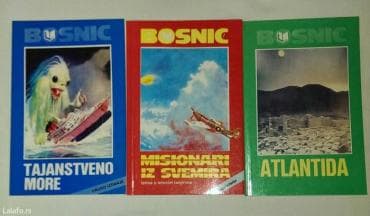 BOSNIC
TAJANSTVENO
MORE
BOSNIC
MISIONARI
IZ SVEMIRA
BOSNIC
ATLANTIDA
Lalafo.rs